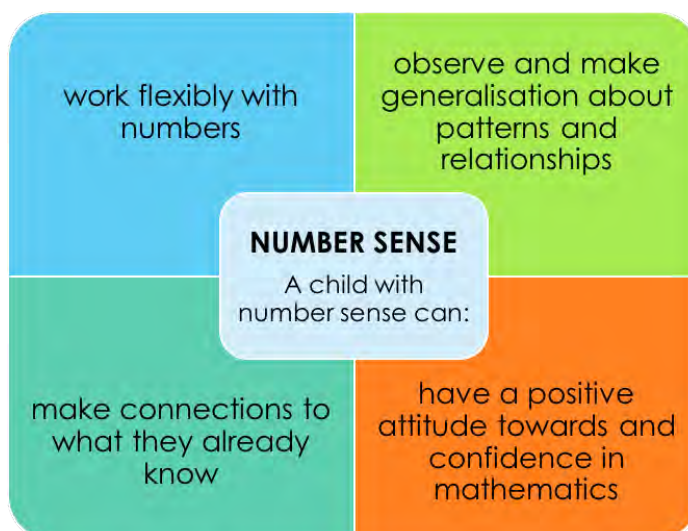 work flexibly with
numbers
observe and make
generalisation about
patterns and
relationships
NUMBER SENSE
A child with
number sense can:
make connections to
what they already
know
have a positive
attitude towards and
confidence in
mathematics